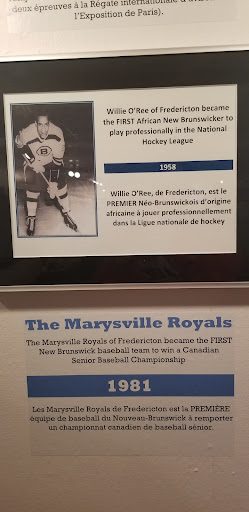 deux épreuves à la Régate internationale d'
l'Exposition de Paris).
Willie O'Ree of Fredericton became
the FIRST African New Brunswicker to
play professionally in the National
Hockey League
1958
Willie O'Ree, de Fredericton, est le
PREMIER Néo-Brunswickois d'origine
africaine à jouer professionnellement
dans la Ligue nationale de hockey
B
The Marysville Royals
The Marysville Royals of Fredericton became the FIRST
New Brunswick baseball team to win a Canadian
Senior Baseball Championship
1981
Les Marysville Royals de Fredericton est la PREMIÈRE
équipe de baseball du Nouveau-Brunswick à remporter
un championnat canadien de baseball sénior.